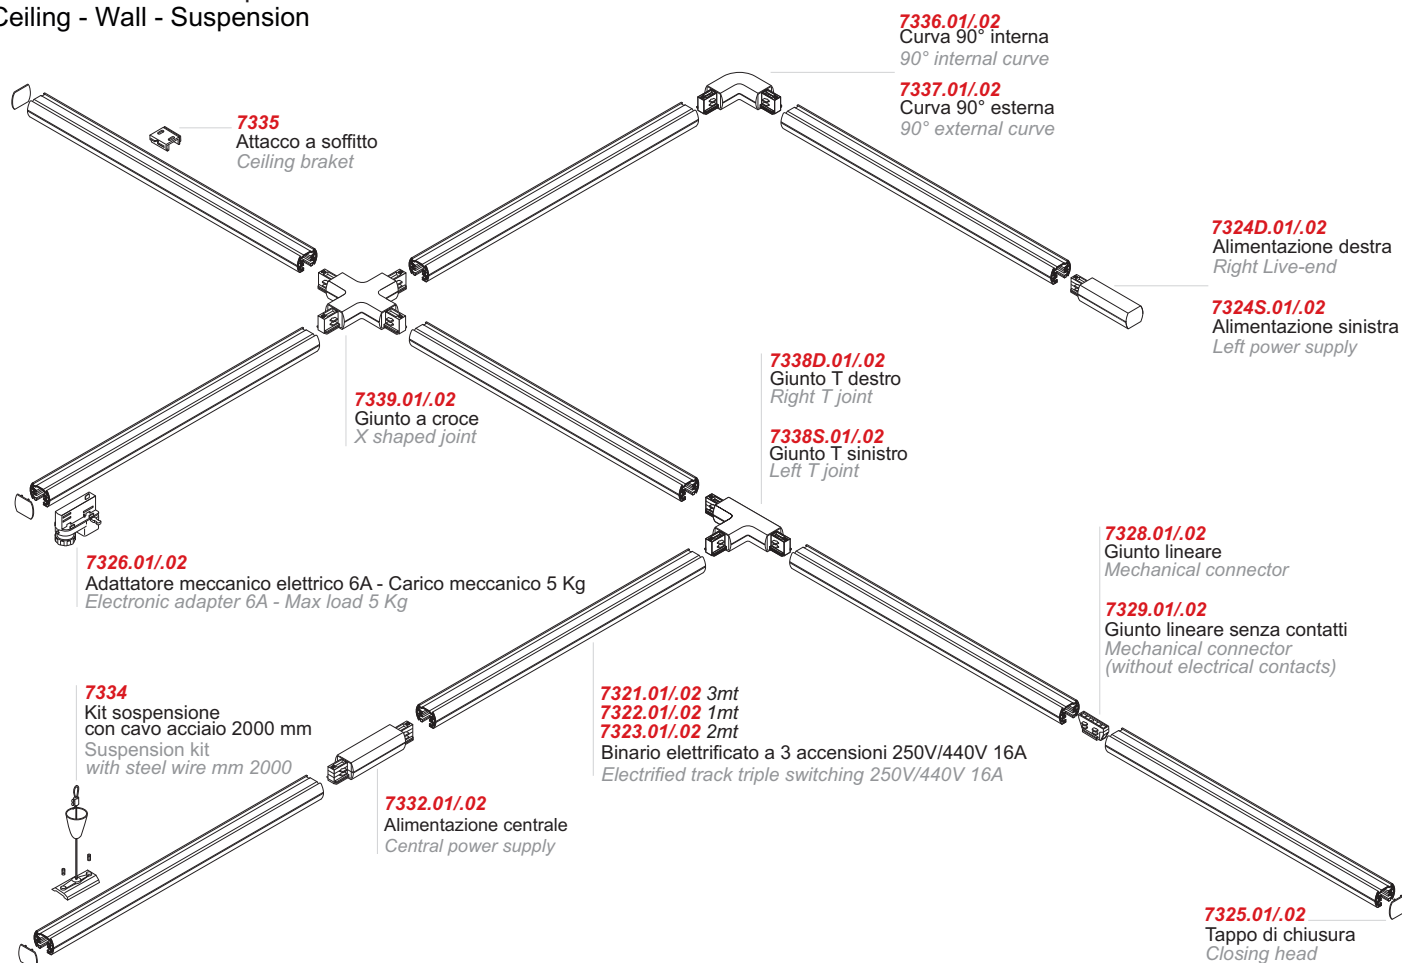 Ceiling - Wall - Suspension
7336.01/.02
Curva 90° interna
90° internal curve
7337.01/.02
Curva 90° esterna
90° external curve
7335
Attacco a soffitto
Ceiling braket
7324D.01/.02
Alimentazione destra
Right Live-end
7324S.01/.02
Alimentazione sinistra
Left power supply
7339.01/.02
Giunto a croce
X shaped joint
7338D.01/.02
Giunto T destro
Right T joint
7338S.01/.02
Giunto T sinistro
Left T joint
7326.01/.02
Adattatore meccanico elettrico 6A - Carico meccanico 5 Kg
Electronic adapter 6A - Max load 5 Kg
7328.01/.02
Giunto lineare
Mechanical connector
7329.01/.02
Giunto lineare senza contatti
Mechanical connector
(without electrical contacts)
7334
Kit sospensione
con cavo acciaio 2000 mm
Suspension kit
with steel wire mm 2000
7321.01/.02 3mt
7322.01/.02 1mt
7323.01/.02 2mt
Binario elettrificato a 3 accensioni 250V/440V 16A
Electrified track triple switching 250V/440V 16A
7332.01/.02
Alimentazione centrale
Central power supply
7325.01/.02
Tappo di chiusura
Closing head